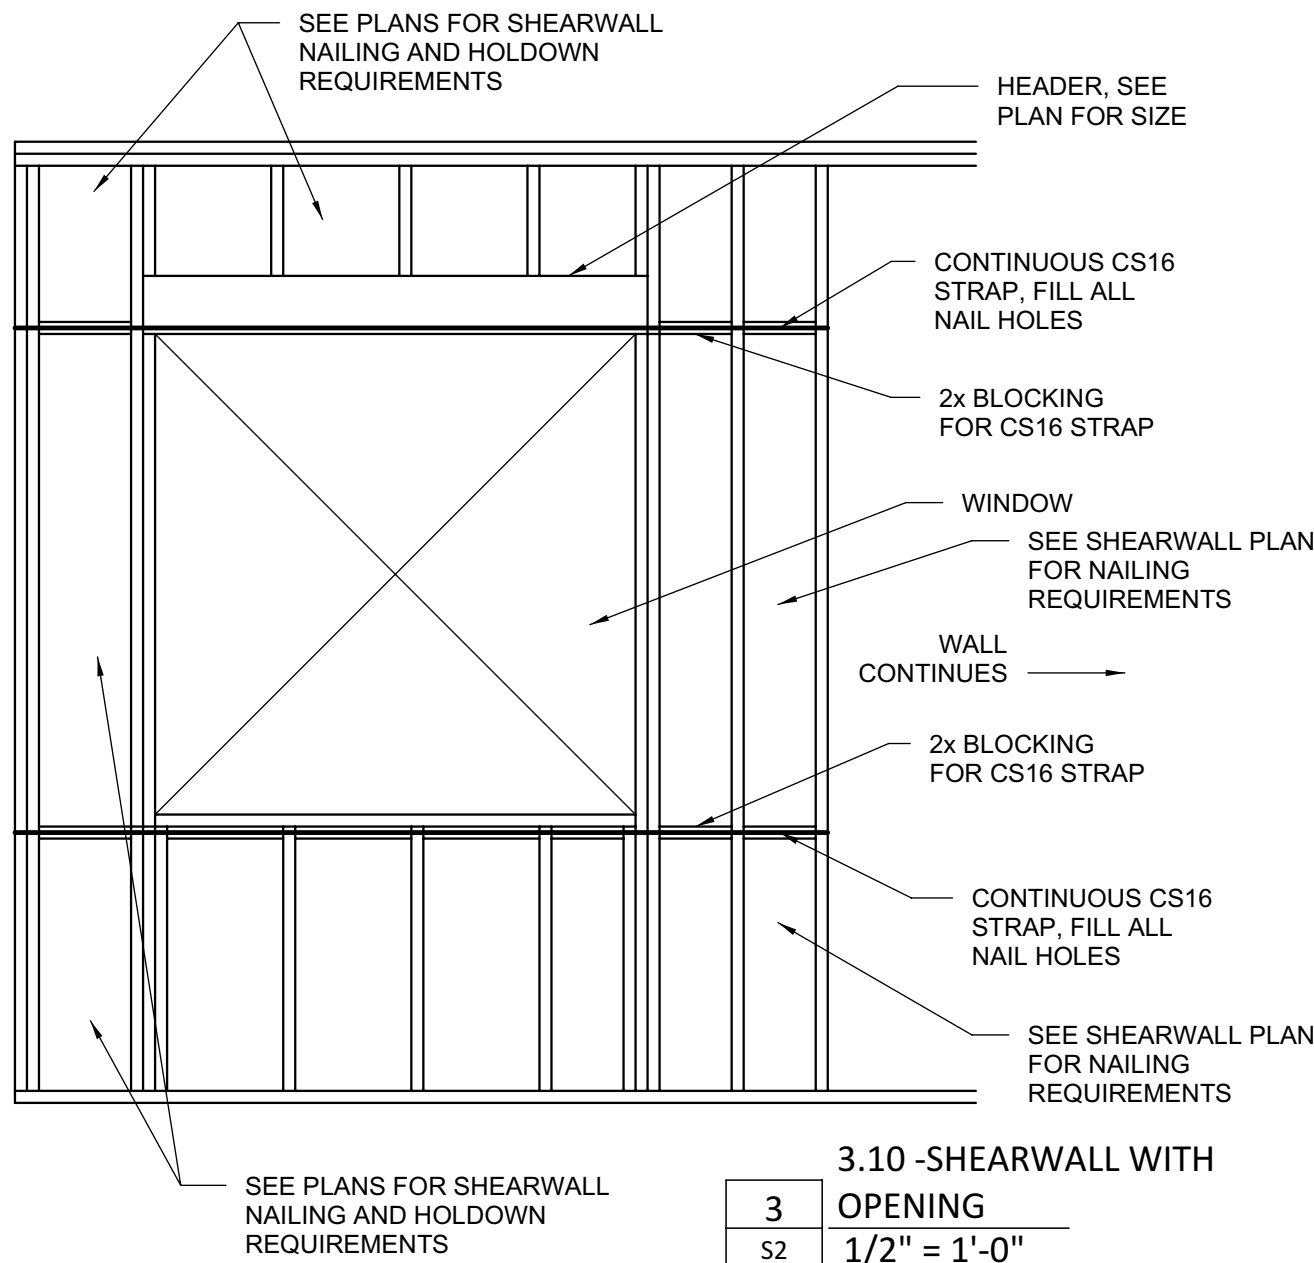 SEE PLANS FOR SHEARWALL
NAILING AND HOLDOWN
REQUIREMENTS
HEADER, SEE
PLAN FOR SIZE
CONTINUOUS CS16
STRAP, FILL ALL
NAIL HOLES
2x BLOCKING
FOR CS16 STRAP
WINDOW
SEE SHEARWALL PLAN
FOR NAILING
REQUIREMENTS
WALL
CONTINUES
2x BLOCKING
FOR CS16 STRAP
CONTINUOUS CS16
STRAP, FILL ALL
NAIL HOLES
SEE SHEARWALL PLAN
FOR NAILING
REQUIREMENTS
SEE PLANS FOR SHEARWALL
NAILING AND HOLDOWN
REQUIREMENTS
3.10 -SHEARWALL WITH
3 OPENING
S2 1/2" = 1'-0"